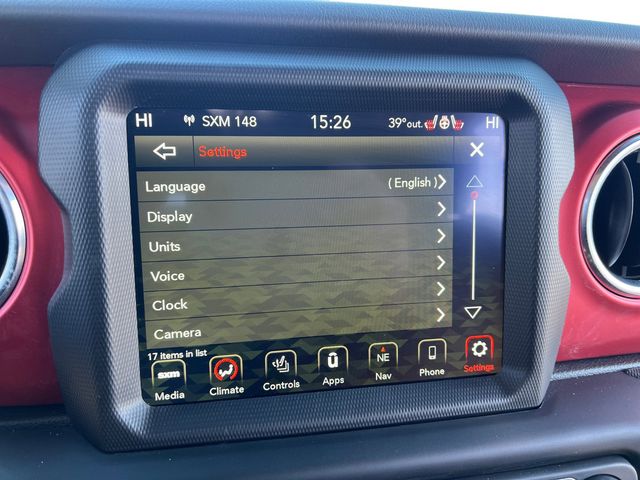 HI SXM 148 15:26 39°out. HI
Settings
Language (English)
Display
Units
Voice
Clock
Camera
17 items in list
sxm NE
Media Climate Controls Apps Nav Phone Settings